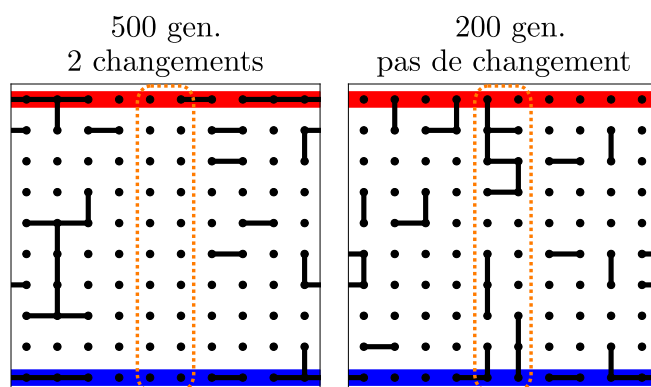 500 gen.
2 changements
200 gen.
pas de changement